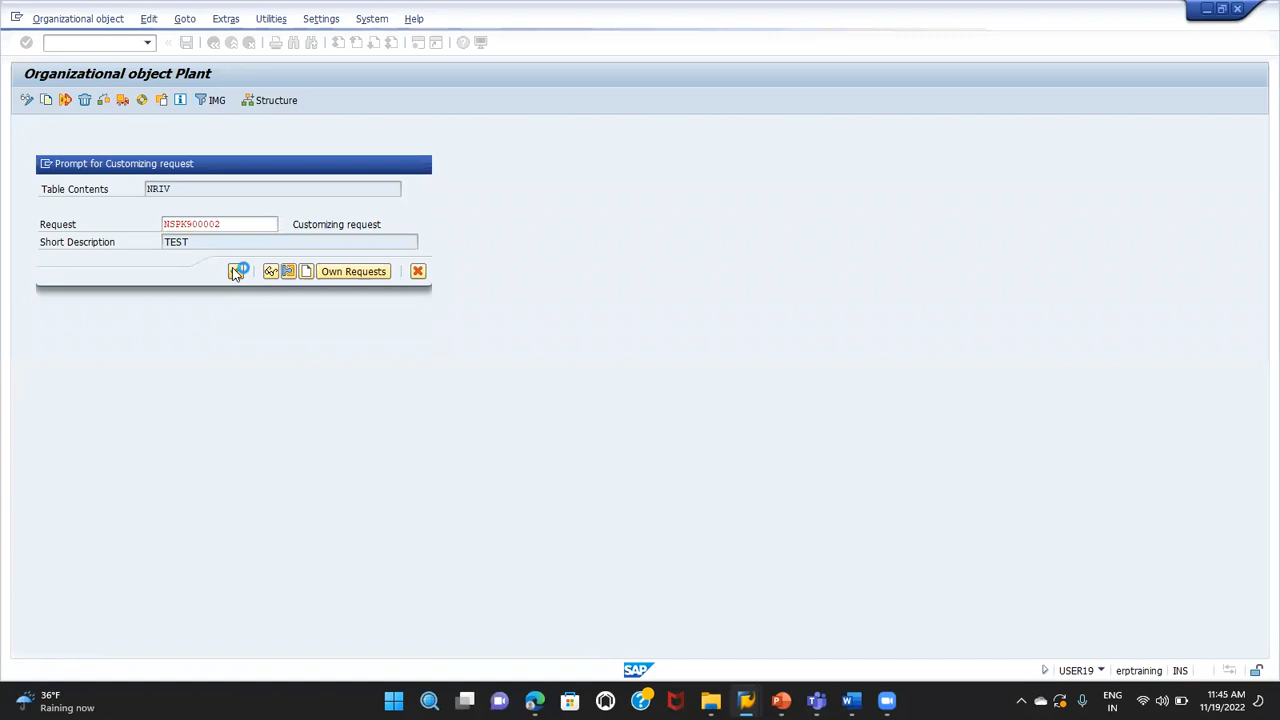 Organizational object Edit Goto Extras Utilities Settings System Help
Organizational object Plant
IMG Structure
Prompt for Customizing request
Table Contents NRIV
Request NSPK900002 Customizing request
Short Description TEST
Own Requests
SAP USER19 erptraining INS
36°F
Raining now
ENG
IN
11:45 AM
11/19/2022